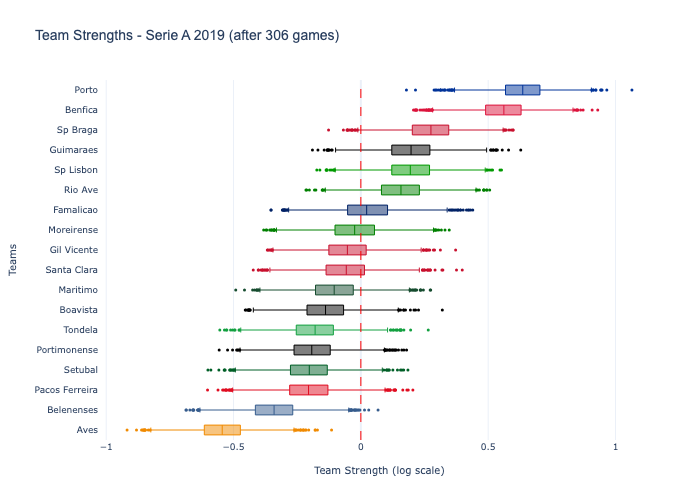 Team Strengths - Serie A 2019 (after 306 games)
Porto
Benfica
Sp Braga
Guimaraes
Sp Lisbon
Rio Ave
Famalicao
Moreirense
Gil Vicente
Santa Clara
Maritimo
Boavista
Tondela
Portimonense
Setubal
Pacos Ferreira
Belenenses
Aves
Teams
−1
−0.5
0
0.5
1
Team Strength (log scale)